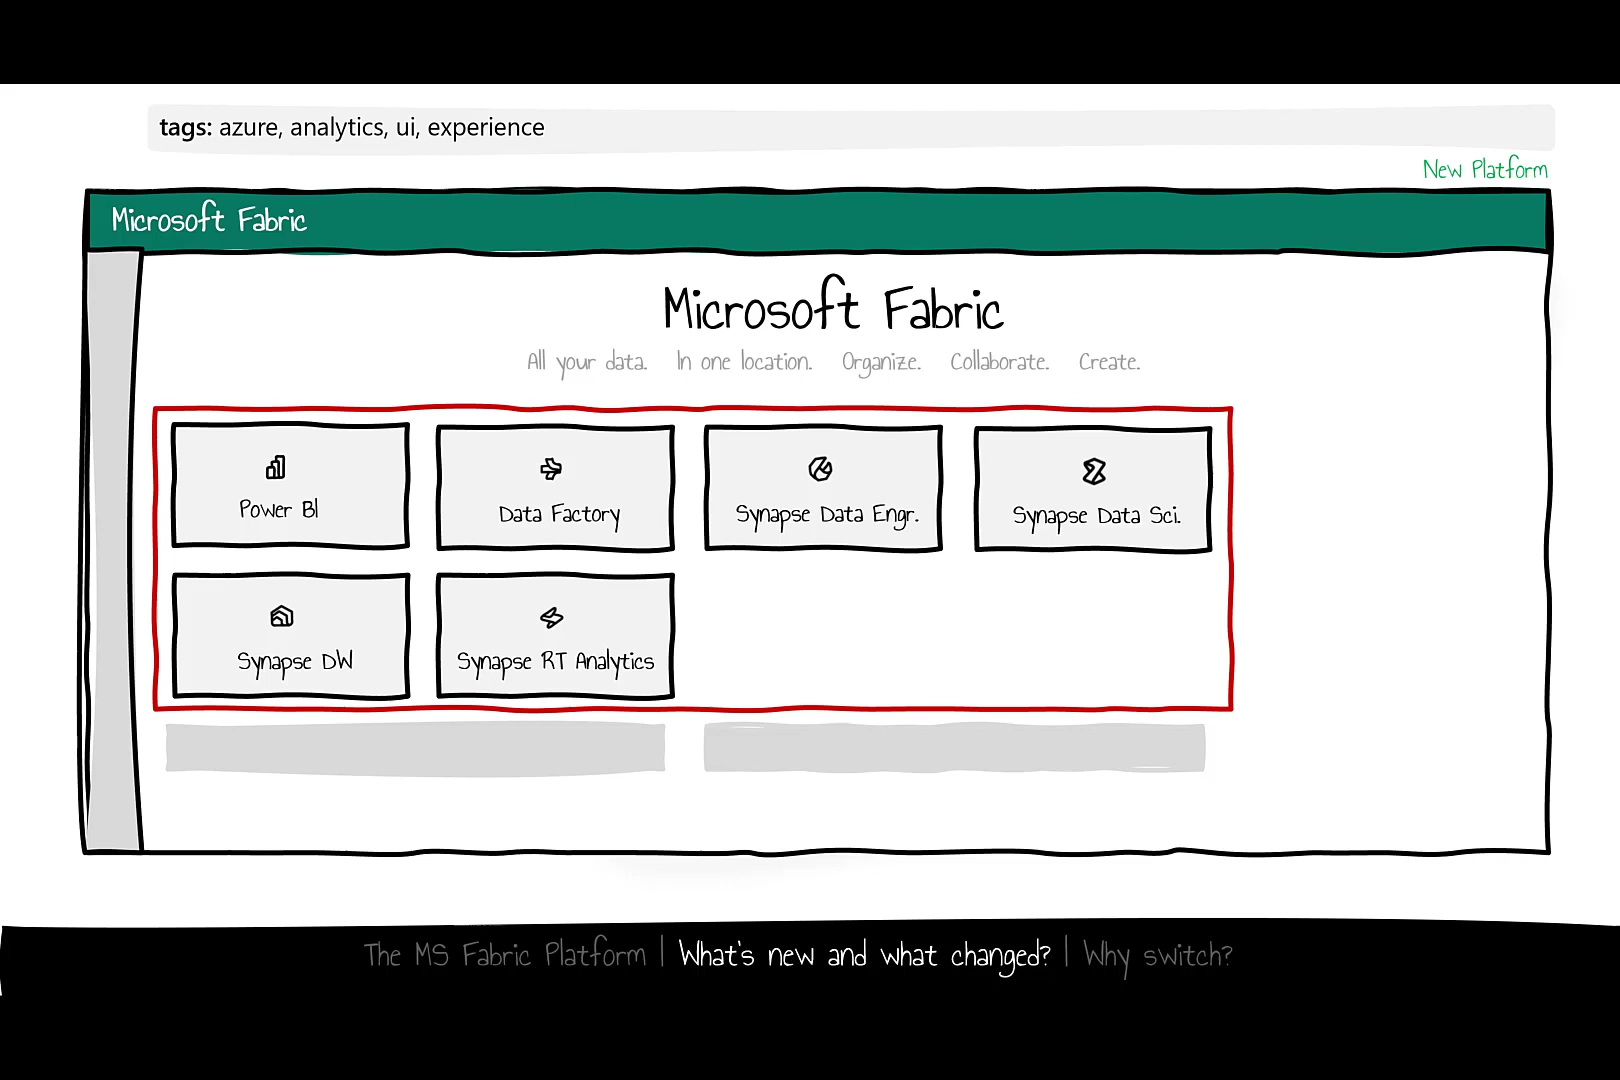 tags: azure, analytics, ui, experience
New Platform
Microsoft Fabric
Microsoft Fabric
All your data. In one location. Organize. Collaborate. Create.
Power BI
Data Factory
Synapse Data Engr.
Synapse Data Sci.
Synapse DW
Synapse RT Analytics
The MS Fabric Platform | What's new and what changed? | Why switch?